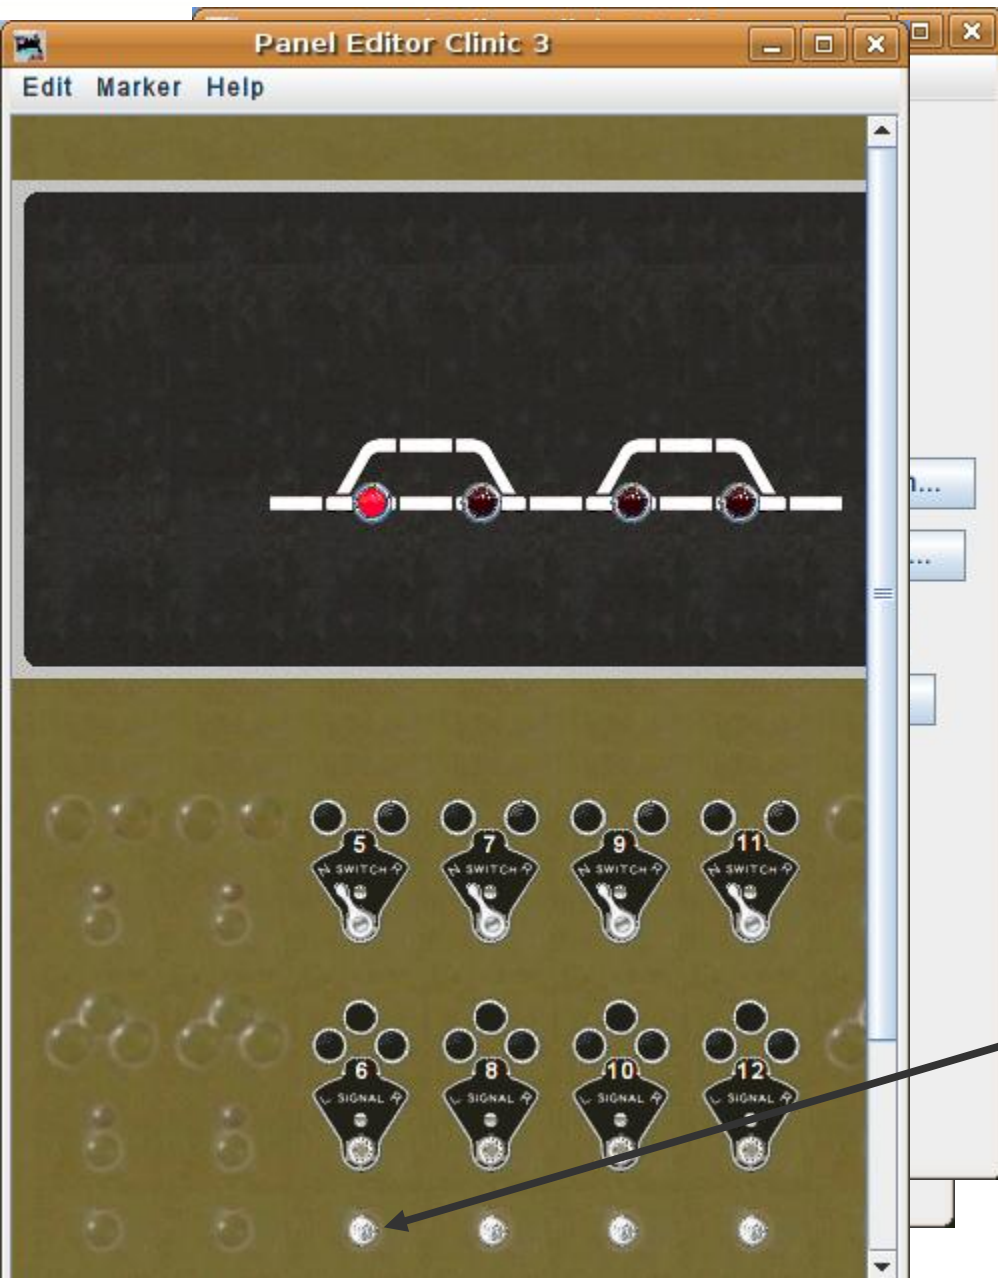 Panel Editor Clinic 3
Edit Marker Help
...
...
5 7 9 11
N SWITCH R N SWITCH R N SWITCH R N SWITCH R
6 8 10 12
L SIGNAL R L SIGNAL R L SIGNAL R L SIGNAL R